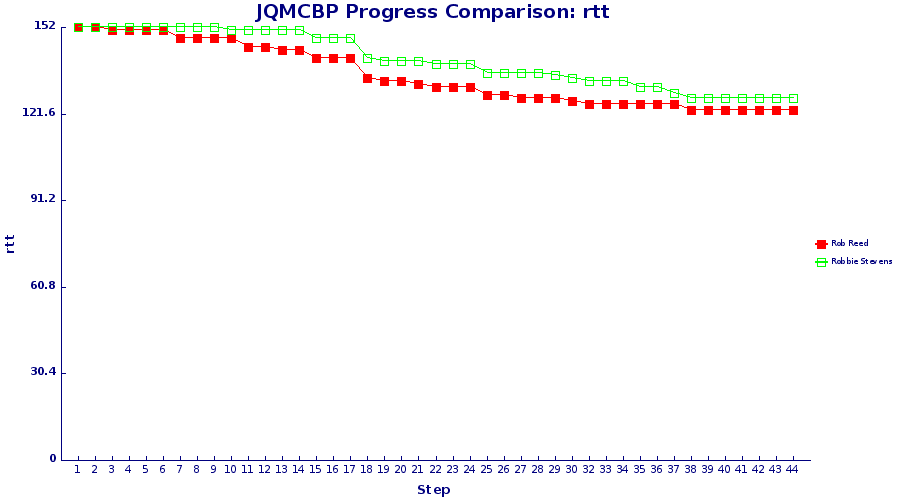 JQMCBP Progress Comparison: rtt
152
121.6
91.2
60.8
30.4
0
rtt
1 2 3 4 5 6 7 8 9 10 11 12 13 14 15 16 17 18 19 20 21 22 23 24 25 26 27 28 29 30 31 32 33 34 35 36 37 38 39 40 41 42 43 44
Step
Rob Reed
Robbie Stevens